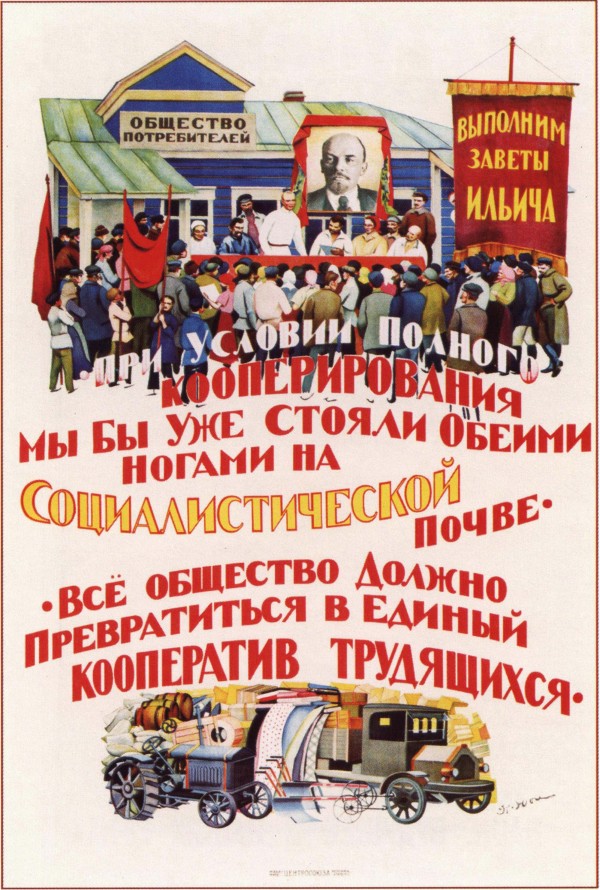 ОБЩЕСТВО
ПОТРЕБИТЕЛЕЙ
ВЫПОЛНИМ
ЗАВЕТЫ
ИЛЬИЧА
•ПРИ УСЛОВИИ ПОЛНОГО
КООПЕРИРОВАНИЯ
МЫ БЫ УЖЕ СТОЯЛИ ОБЕИМИ
НОГАМИ НА
СОЦИАЛИСТИЧЕСКОЙ
ПОЧВЕ•
•ВСЁ ОБЩЕСТВО ДОЛЖНО
ПРЕВРАТИТЬСЯ В ЕДИНЫЙ
КООПЕРАТИВ ТРУДЯЩИХСЯ•